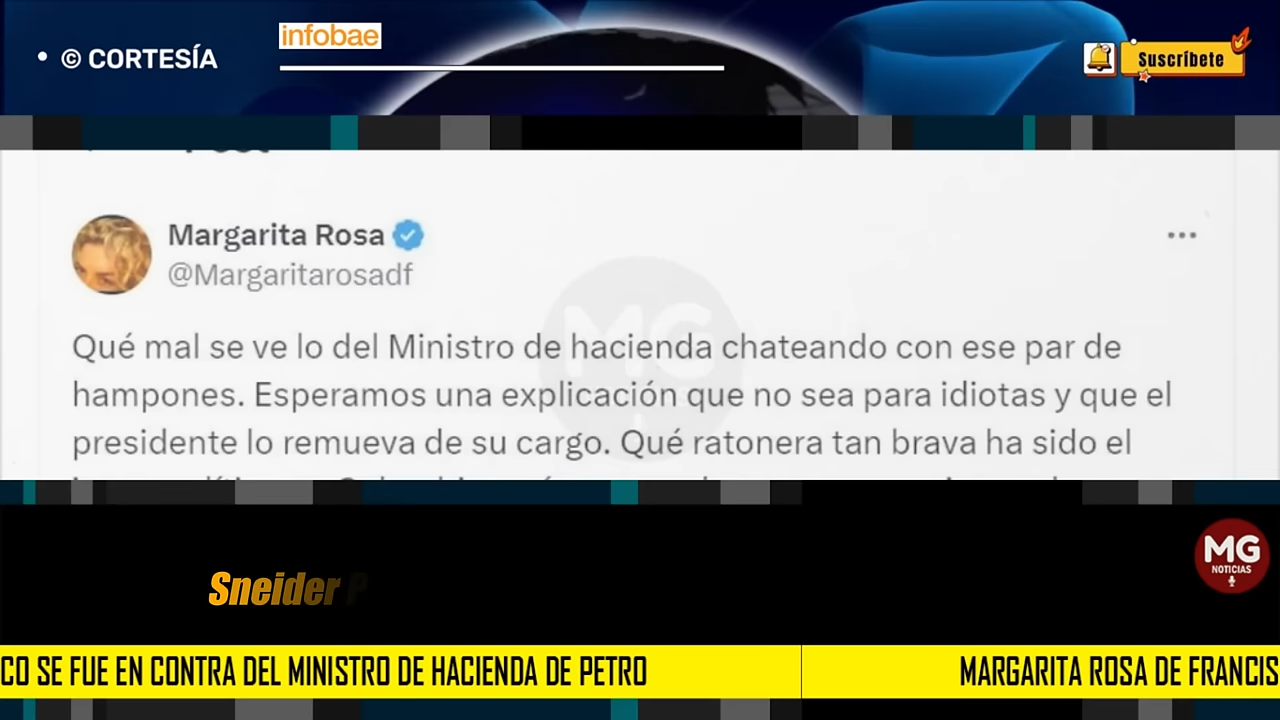 © CORTESÍA
infobae
Suscríbete
Margarita Rosa
@Margaritarosadf
Qué mal se ve lo del Ministro de hacienda chateando con ese par de
hampones. Esperamos una explicación que no sea para idiotas y que el
presidente lo remueva de su cargo. Qué ratonera tan brava ha sido el
MG
MG
NOTICIAS
Sneider P
CO SE FUE EN CONTRA DEL MINISTRO DE HACIENDA DE PETRO
MARGARITA ROSA DE FRANCIS